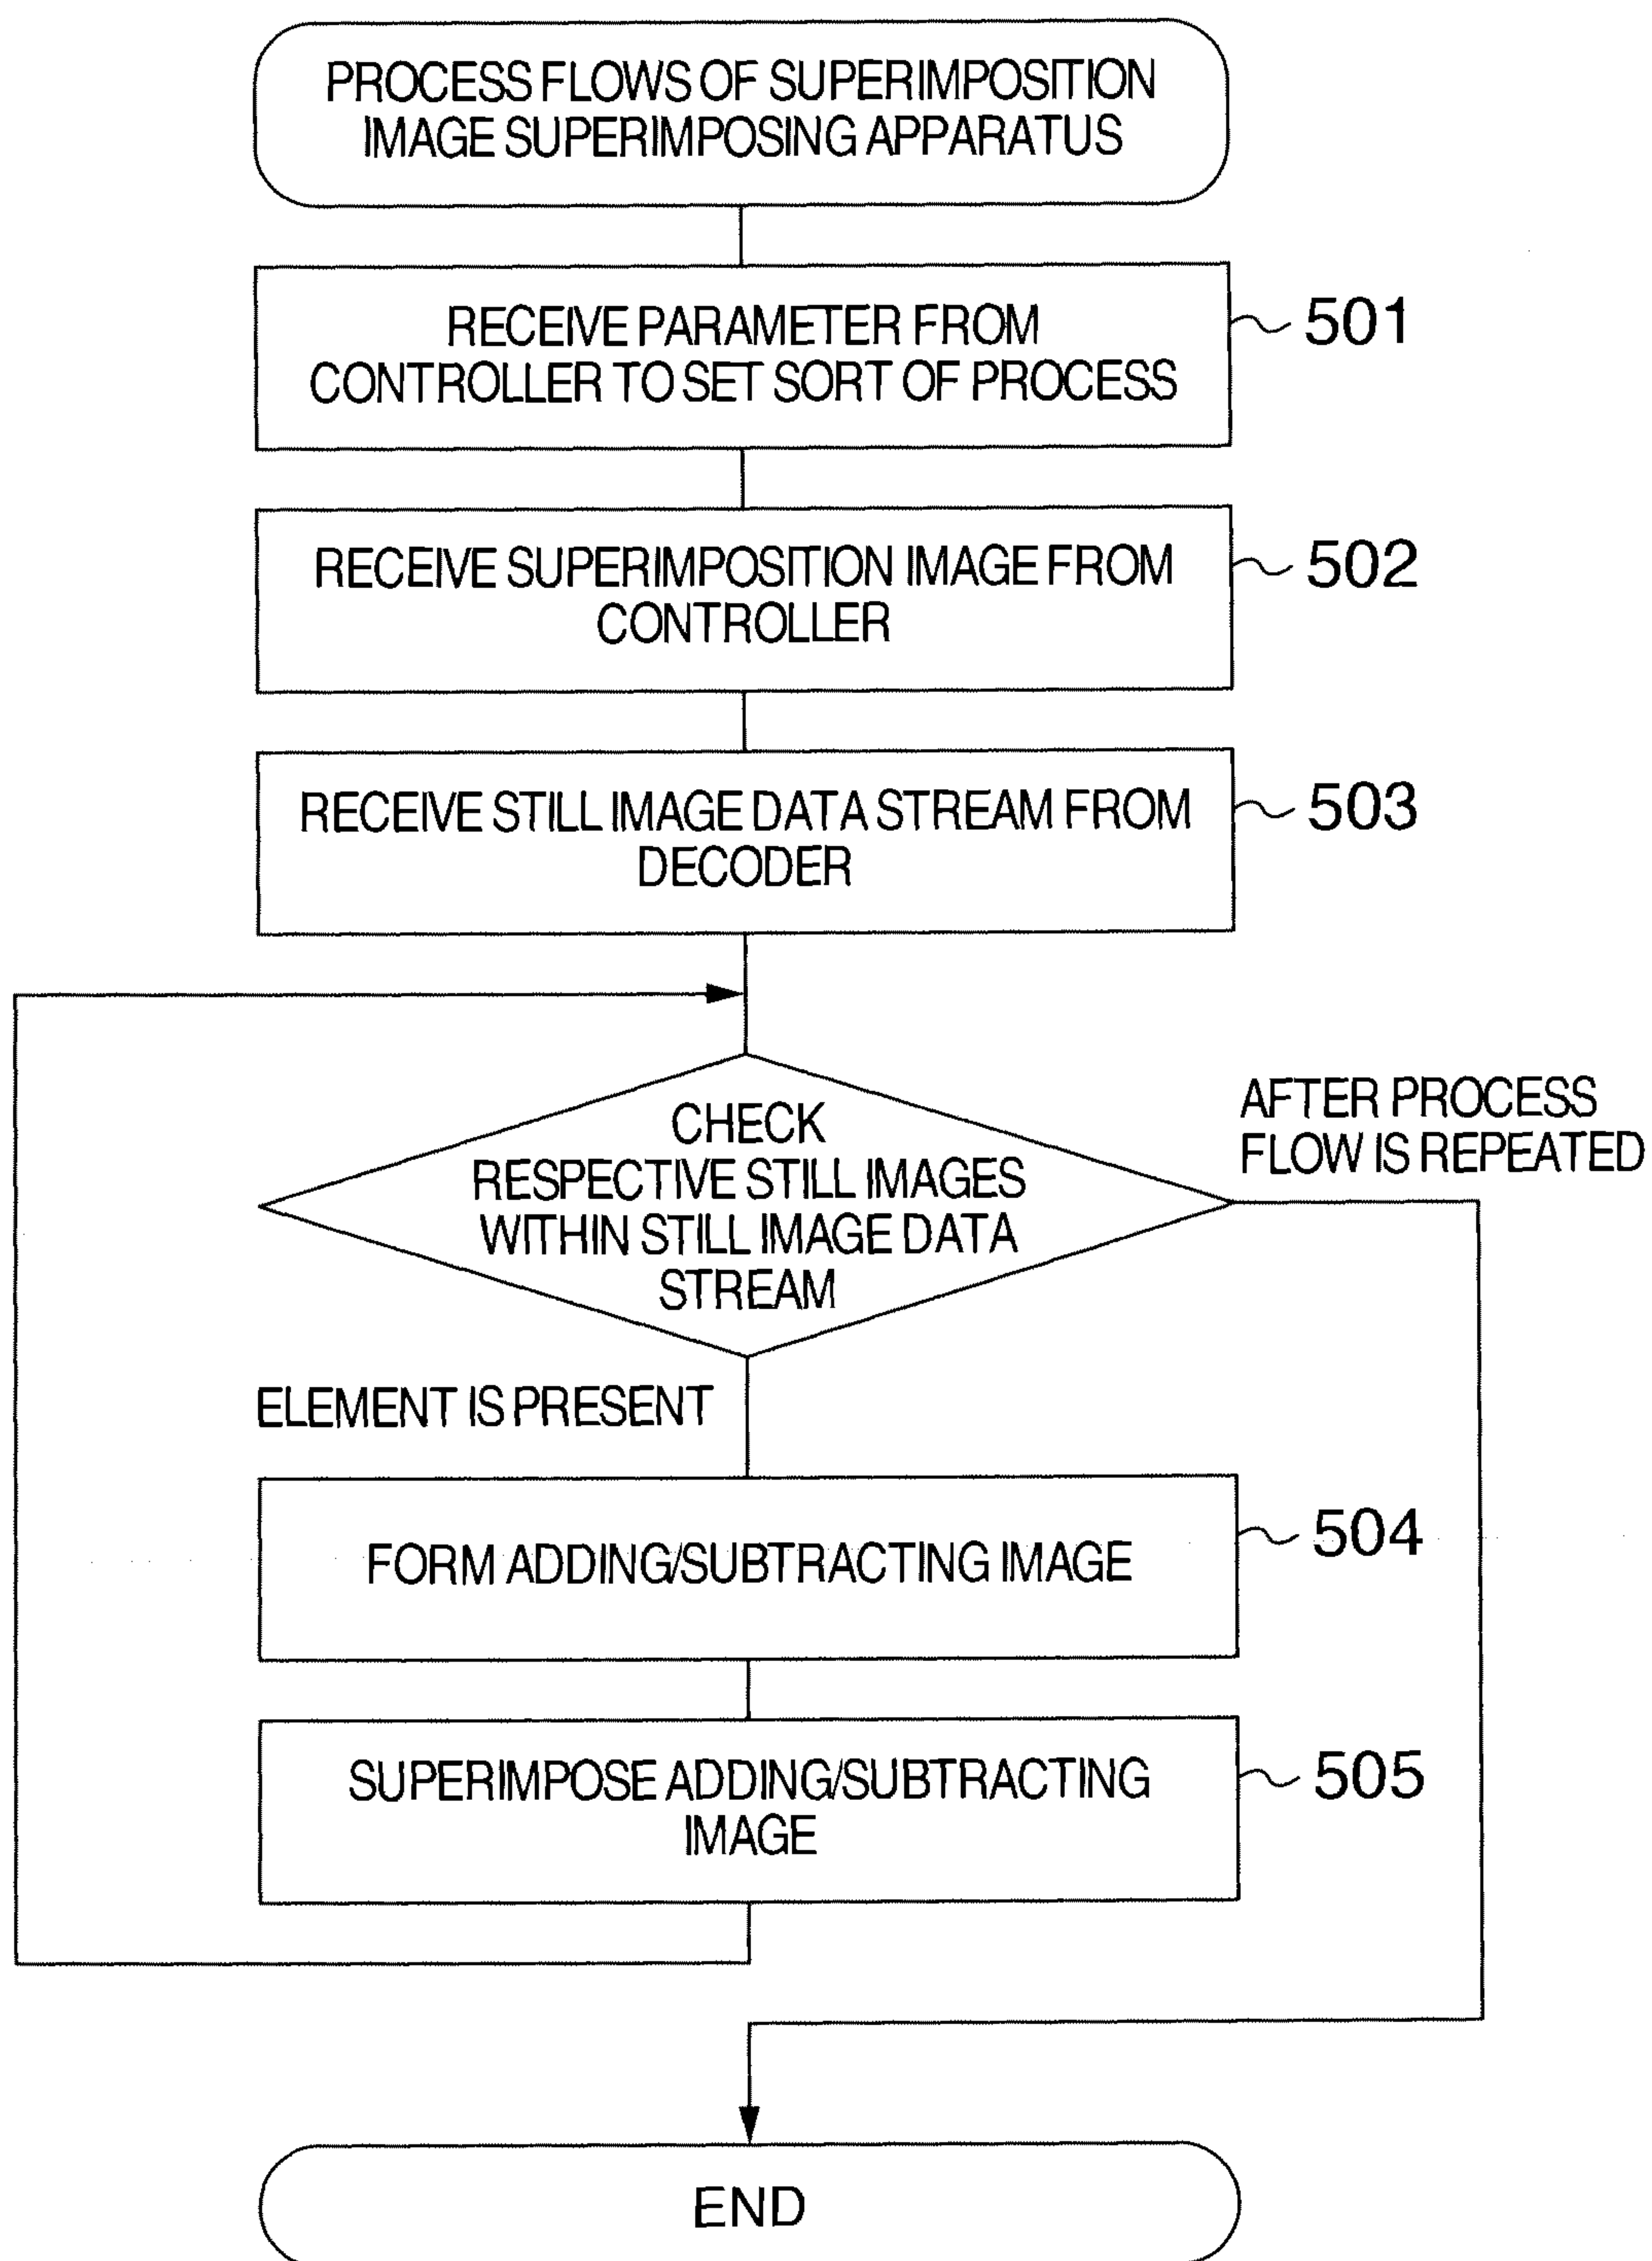 PROCESS FLOWS OF SUPERIMPOSITION
IMAGE SUPERIMPOSING APPARATUS
RECEIVE PARAMETER FROM
CONTROLLER TO SET SORT OF PROCESS
501
RECEIVE SUPERIMPOSITION IMAGE FROM
CONTROLLER
502
RECEIVE STILL IMAGE DATA STREAM FROM
DECODER
503
CHECK
RESPECTIVE STILL IMAGES
WITHIN STILL IMAGE DATA
STREAM
AFTER PROCESS
FLOW IS REPEATED
ELEMENT IS PRESENT
FORM ADDING/SUBTRACTING IMAGE
504
SUPERIMPOSE ADDING/SUBTRACTING
IMAGE
505
END